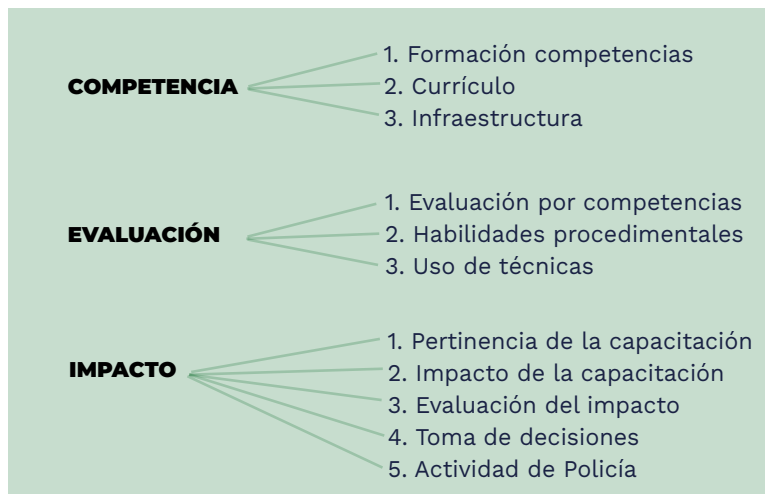 COMPETENCIA
1. Formación competencias
2. Currículo
3. Infraestructura
EVALUACIÓN
1. Evaluación por competencias
2. Habilidades procedimentales
3. Uso de técnicas
IMPACTO
1. Pertinencia de la capacitación
2. Impacto de la capacitación
3. Evaluación del impacto
4. Toma de decisiones
5. Actividad de Policía